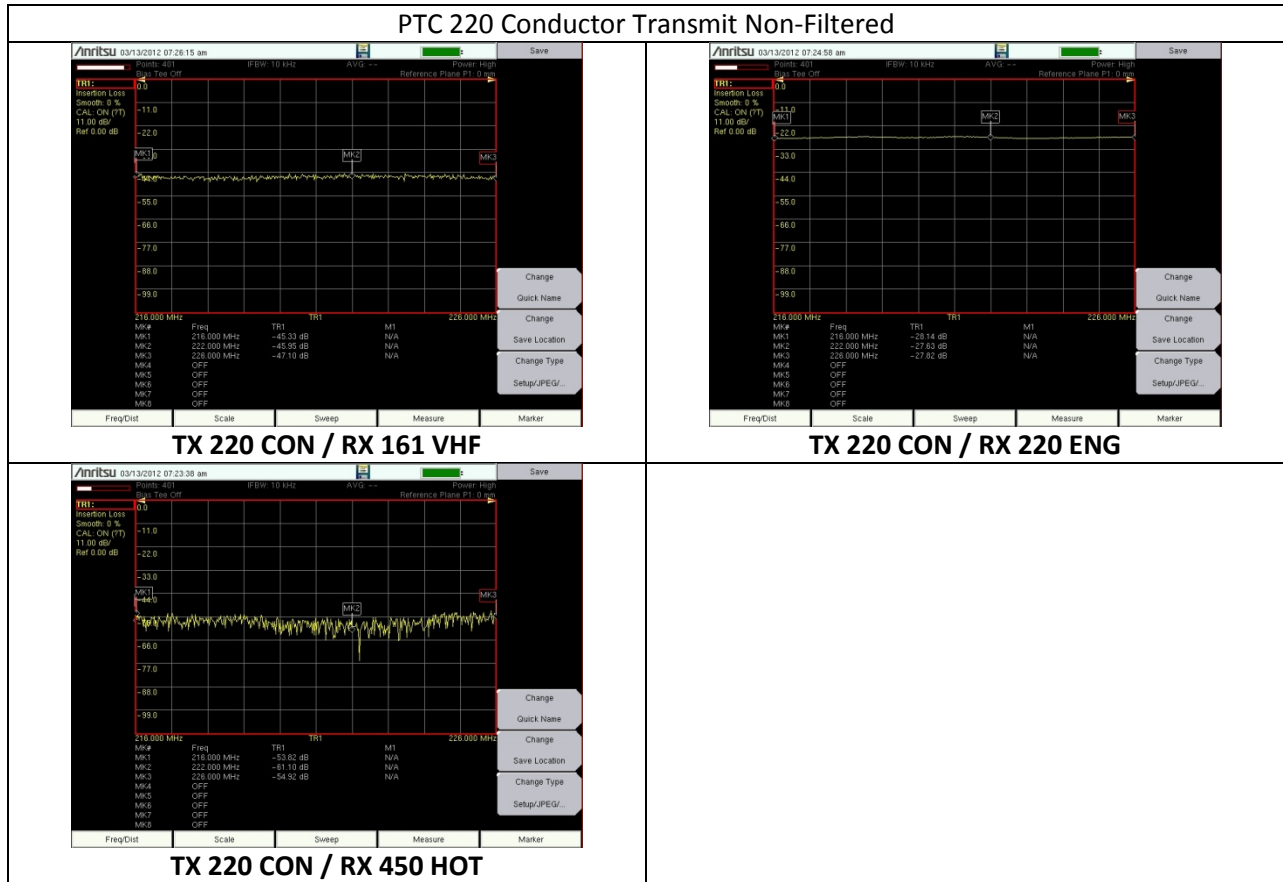 PTC 220 Conductor Transmit Non-Filtered
Anritsu 03/13/2012 07:26:15 am
Save
Points: 401 IFBW: 10 kHz AVG: -- Power: High
Bias Tee Off Reference Plane P1: 0 mm
TR1:
Insertion Loss
Smooth: 0 %
CAL: ON (?T)
11.00 dB/
Ref 0.00 dB
0.0
-11.0
-22.0
MK1 MK2 MK3
-44.0
-55.0
-66.0
-77.0
-88.0
-99.0
216.000 MHz TR1 226.000 MHz
MK# Freq TR1 M1
MK1 216.000 MHz -45.33 dB N/A
MK2 222.000 MHz -45.95 dB N/A
MK3 226.000 MHz -47.10 dB N/A
MK4 OFF
MK5 OFF
MK6 OFF
MK7 OFF
MK8 OFF
Change
Quick Name
Change
Save Location
Change Type
Setup/JPEG/...
Freq/Dist Scale Sweep Measure Marker
TX 220 CON / RX 161 VHF
Anritsu 03/13/2012 07:24:58 am
Save
Points: 401 IFBW: 10 kHz AVG: -- Power: High
Bias Tee Off Reference Plane P1: 0 mm
TR1:
Insertion Loss
Smooth: 0 %
CAL: ON (?T)
11.00 dB/
Ref 0.00 dB
0.0
-11.0
MK1 MK2 MK3
-22.0
-33.0
-44.0
-55.0
-66.0
-77.0
-88.0
-99.0
216.000 MHz TR1 226.000 MHz
MK# Freq TR1 M1
MK1 216.000 MHz -28.14 dB N/A
MK2 222.000 MHz -27.63 dB N/A
MK3 226.000 MHz -27.82 dB N/A
MK4 OFF
MK5 OFF
MK6 OFF
MK7 OFF
MK8 OFF
Change
Quick Name
Change
Save Location
Change Type
Setup/JPEG/...
Freq/Dist Scale Sweep Measure Marker
TX 220 CON / RX 220 ENG
Anritsu 03/13/2012 07:23:38 am
Save
Points: 401 IFBW: 10 kHz AVG: -- Power: High
Bias Tee Off Reference Plane P1: 0 mm
TR1:
Insertion Loss
Smooth: 0 %
CAL: ON (?T)
11.00 dB/
Ref 0.00 dB
0.0
-11.0
-22.0
-33.0
MK1 MK3
-44.0
MK2
-66.0
-77.0
-88.0
-99.0
216.000 MHz TR1 226.000 MHz
MK# Freq TR1 M1
MK1 216.000 MHz -53.82 dB N/A
MK2 222.000 MHz -61.10 dB N/A
MK3 226.000 MHz -54.92 dB N/A
MK4 OFF
MK5 OFF
MK6 OFF
MK7 OFF
MK8 OFF
Change
Quick Name
Change
Save Location
Change Type
Setup/JPEG/...
Freq/Dist Scale Sweep Measure Marker
TX 220 CON / RX 450 HOT